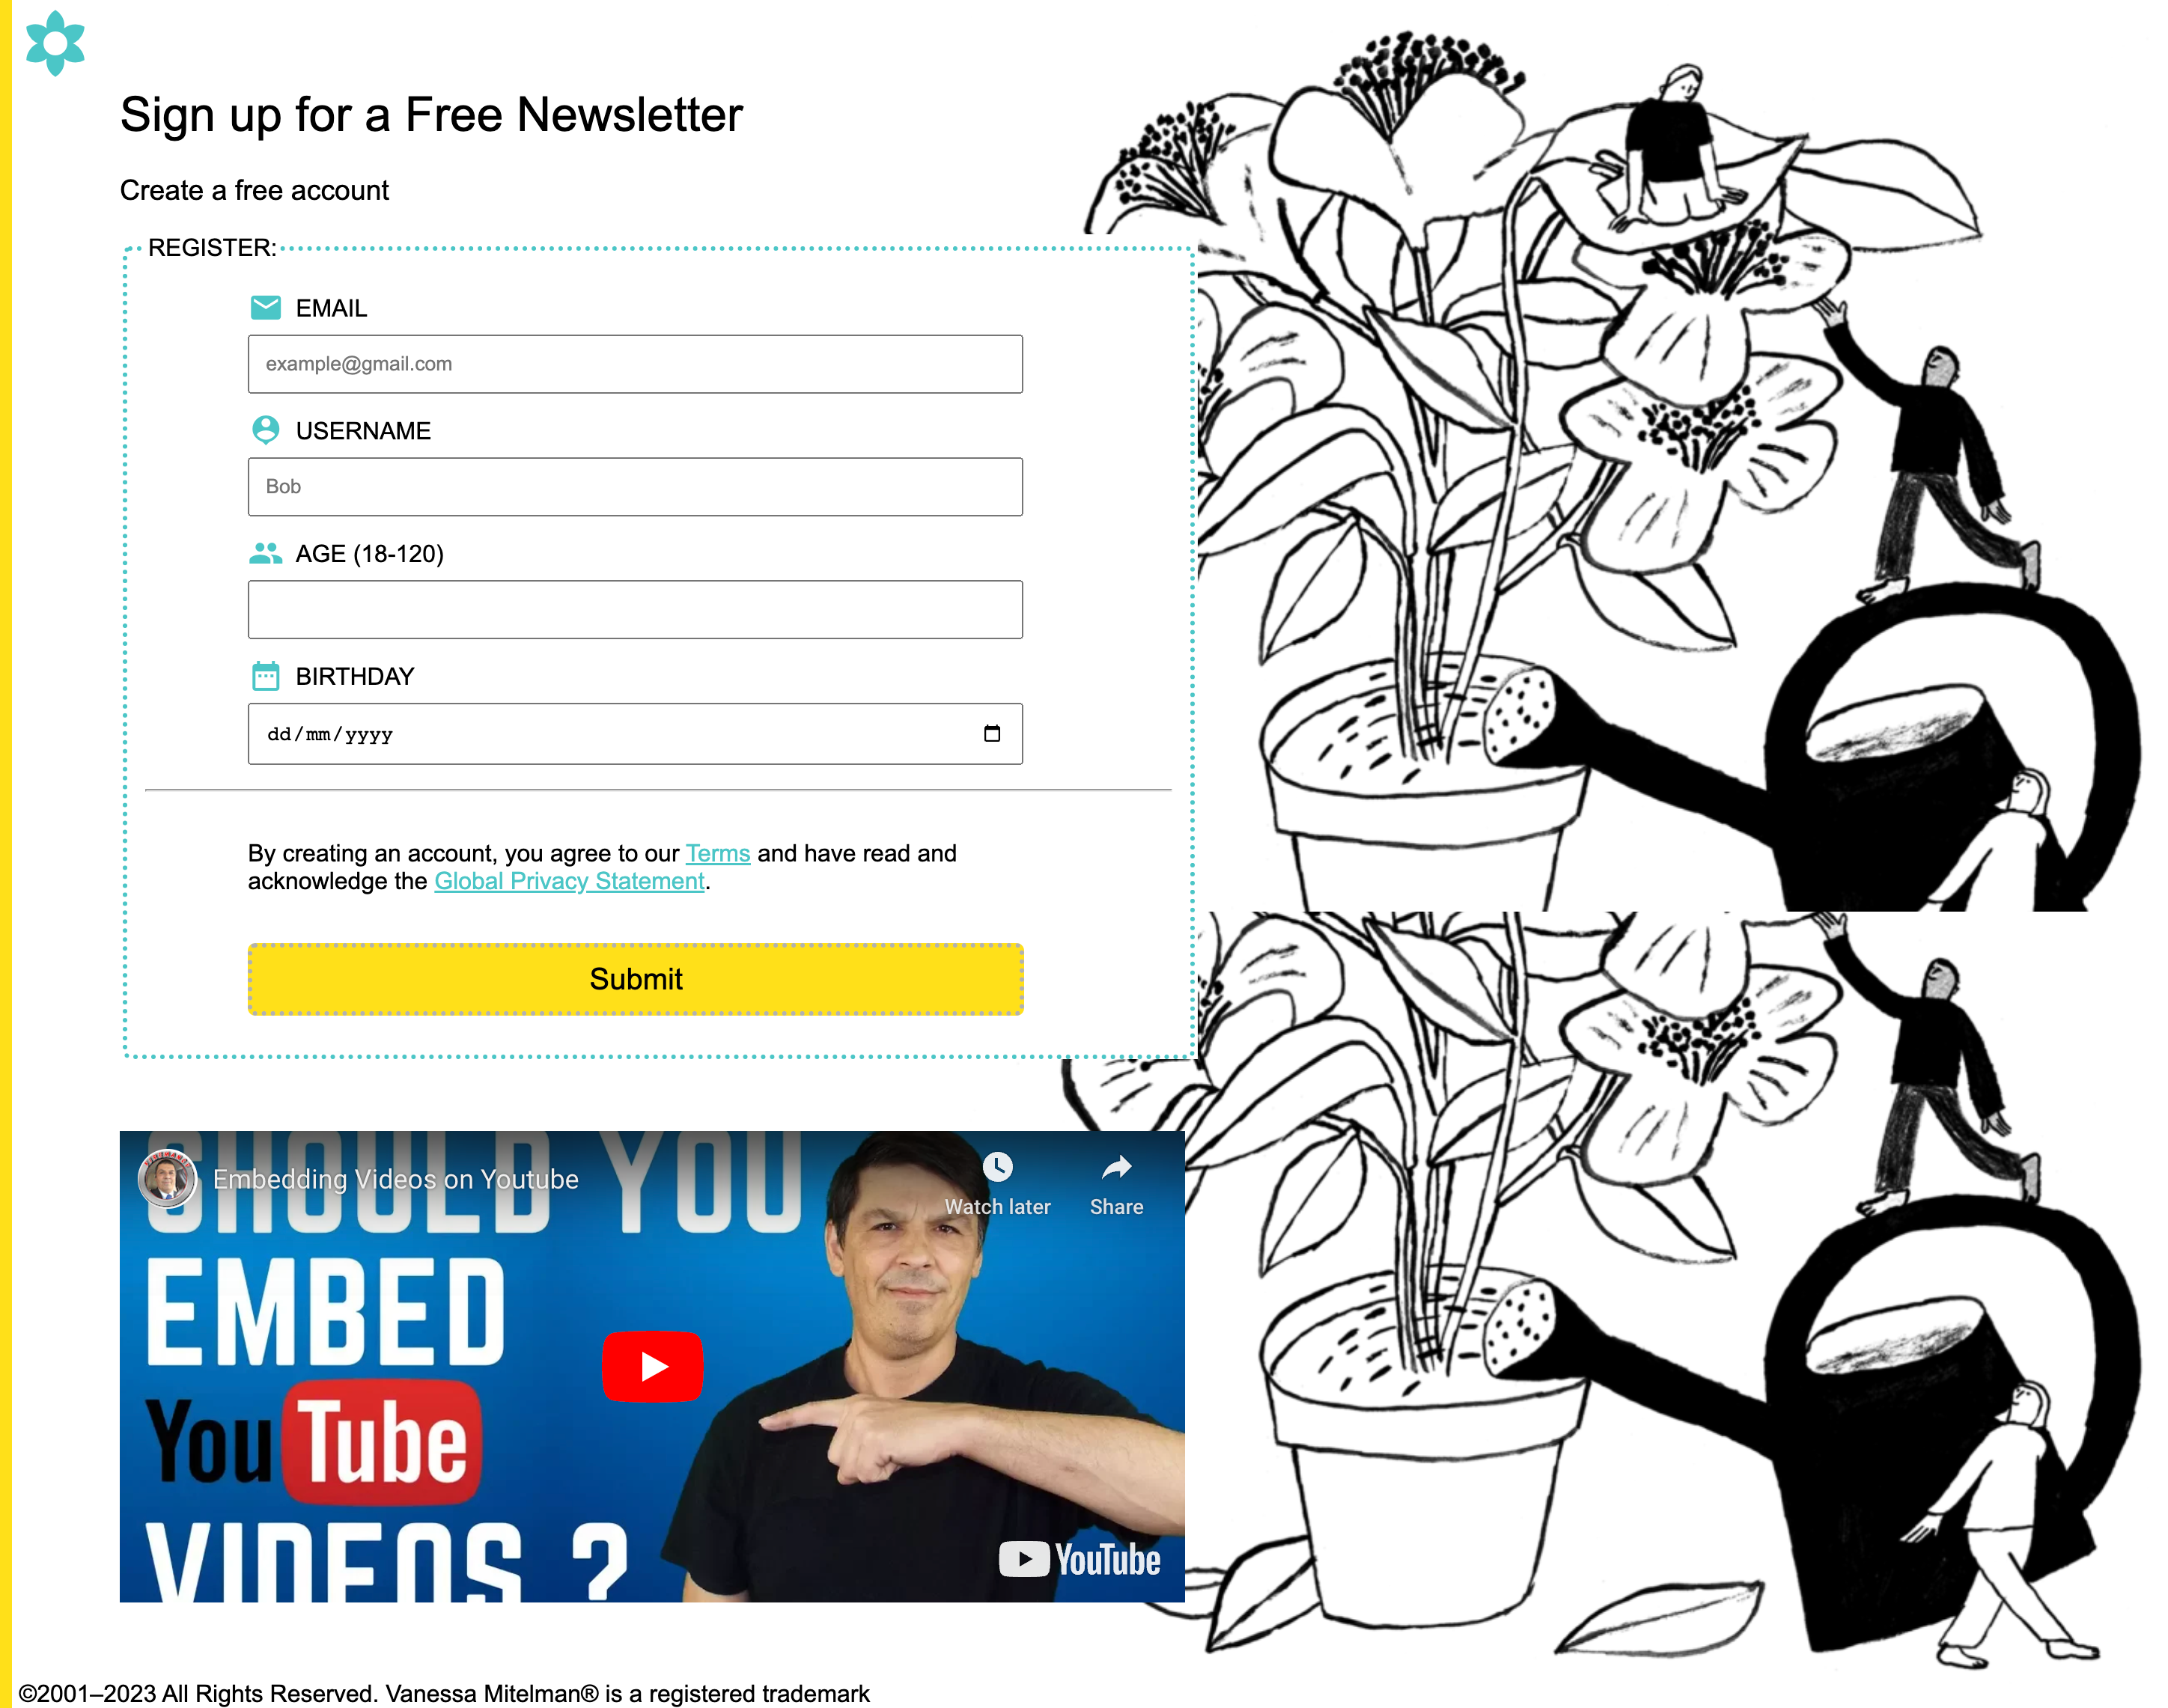 Sign up for a Free Newsletter
Create a free account
REGISTER:
EMAIL
example@gmail.com
USERNAME
Bob
AGE (18-120)
BIRTHDAY
dd/mm/yyyy
By creating an account, you agree to our Terms and have read and
acknowledge the Global Privacy Statement.
Submit
Embedding Videos on Youtube
Watch later
Share
SHOULD YOU
EMBED
YouTube
VIDEOS ?
YouTube
©2001–2023 All Rights Reserved. Vanessa Mitelman® is a registered trademark